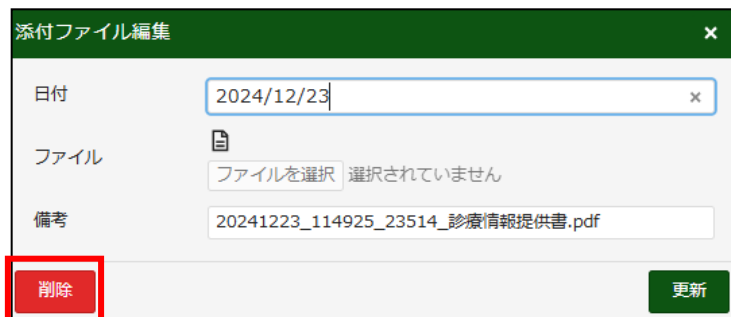 添付ファイル編集 ×
日付 2024/12/23 ×
ファイル
ファイルを選択 選択されていません
備考 20241223_114925_23514_診療情報提供書.pdf
削除 更新